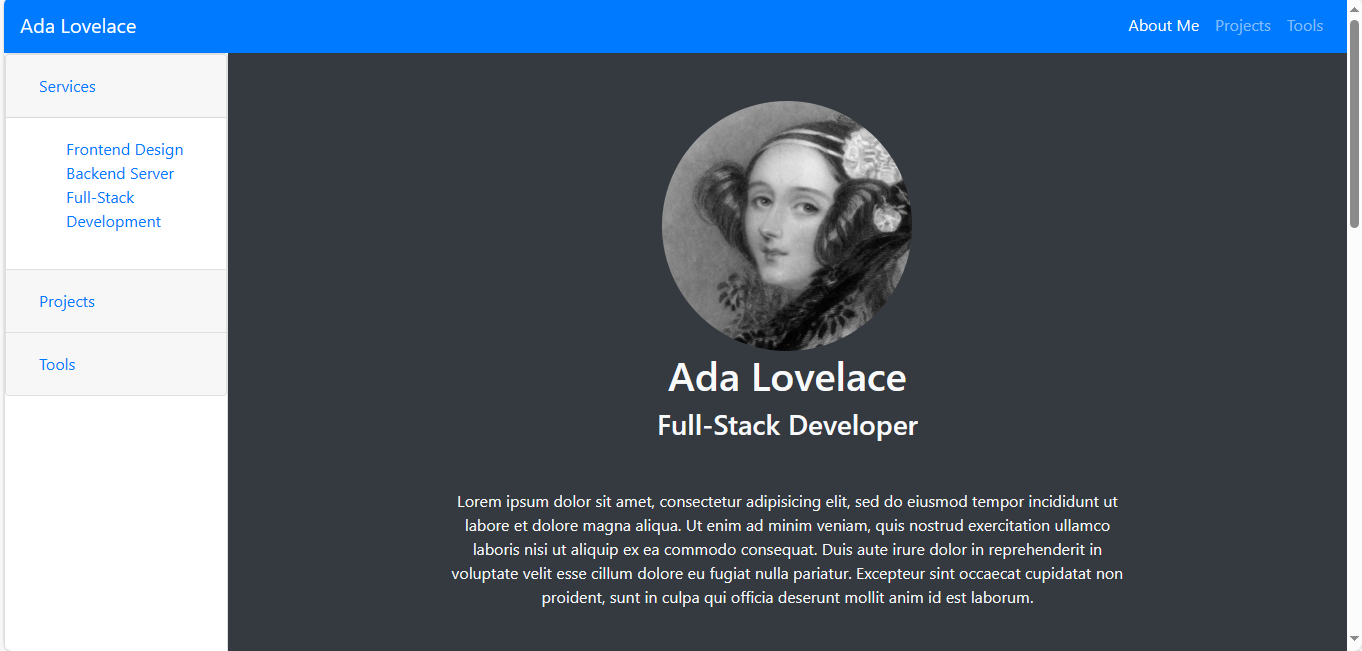 Ada Lovelace
About Me Projects Tools
Services
Frontend Design
Backend Server
Full-Stack
Development
Projects
Tools
Ada Lovelace
Full-Stack Developer
Lorem ipsum dolor sit amet, consectetur adipisicing elit, sed do eiusmod tempor incididunt ut
labore et dolore magna aliqua. Ut enim ad minim veniam, quis nostrud exercitation ullamco
laboris nisi ut aliquip ex ea commodo consequat. Duis aute irure dolor in reprehenderit in
voluptate velit esse cillum dolore eu fugiat nulla pariatur. Excepteur sint occaecat cupidatat non
proident, sunt in culpa qui officia deserunt mollit anim id est laborum.